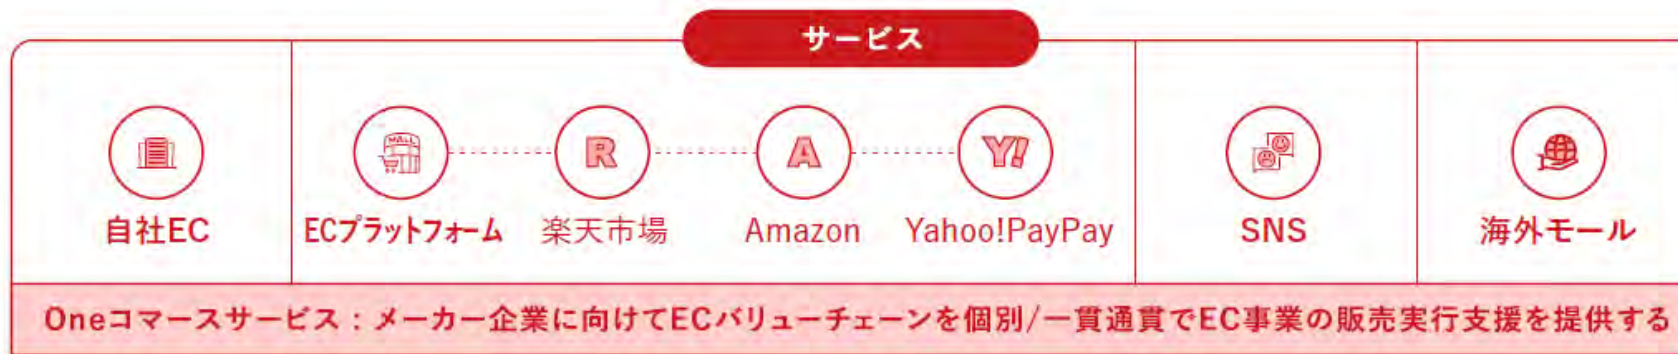 サービス
MALL
R
A
Y!
自社EC
ECプラットフォーム
楽天市場
Amazon
Yahoo!PayPay
SNS
海外モール
Oneコマースサービス：メーカー企業に向けてECバリューチェーンを個別/一貫通貫でEC事業の販売実行支援を提供する